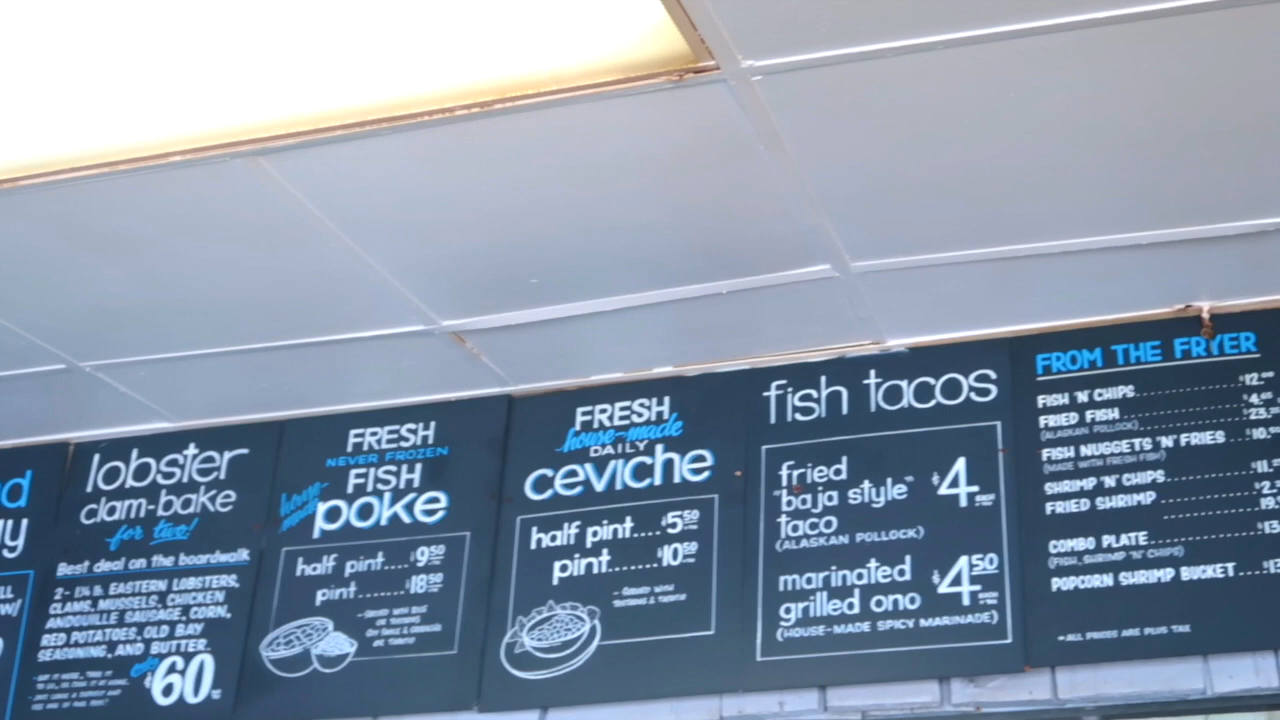 lobster
clam-bake
for two!
Best deal on the boardwalk
2 - 1¼ lb. EASTERN LOBSTERS,
CLAMS, MUSSELS, CHICKEN
ANDOUILLE SAUSAGE, CORN,
RED POTATOES, OLD BAY
SEASONING, AND BUTTER.
only
$60
FRESH
NEVER FROZEN
FISH
house-made
poke
half pint....$9.50
pint........$18.50
FRESH
house-made
DAILY
ceviche
half pint....$5.50
pint.......$10.50
fish tacos
fried
"baja style"
taco
$4 EACH
(ALASKAN POLLOCK)
marinated
grilled ono
$4.50 EACH
(HOUSE-MADE SPICY MARINADE)
FROM THE FRYER
FISH 'N' CHIPS
FRIED FISH
(ALASKAN POLLOCK)
FISH NUGGETS 'N' FRIES
(MADE WITH FRESH FISH)
SHRIMP 'N' CHIPS
FRIED SHRIMP
COMBO PLATE
(FISH, SHRIMP 'N' CHIPS)
POPCORN SHRIMP BUCKET
*ALL PRICES ARE PLUS TAX